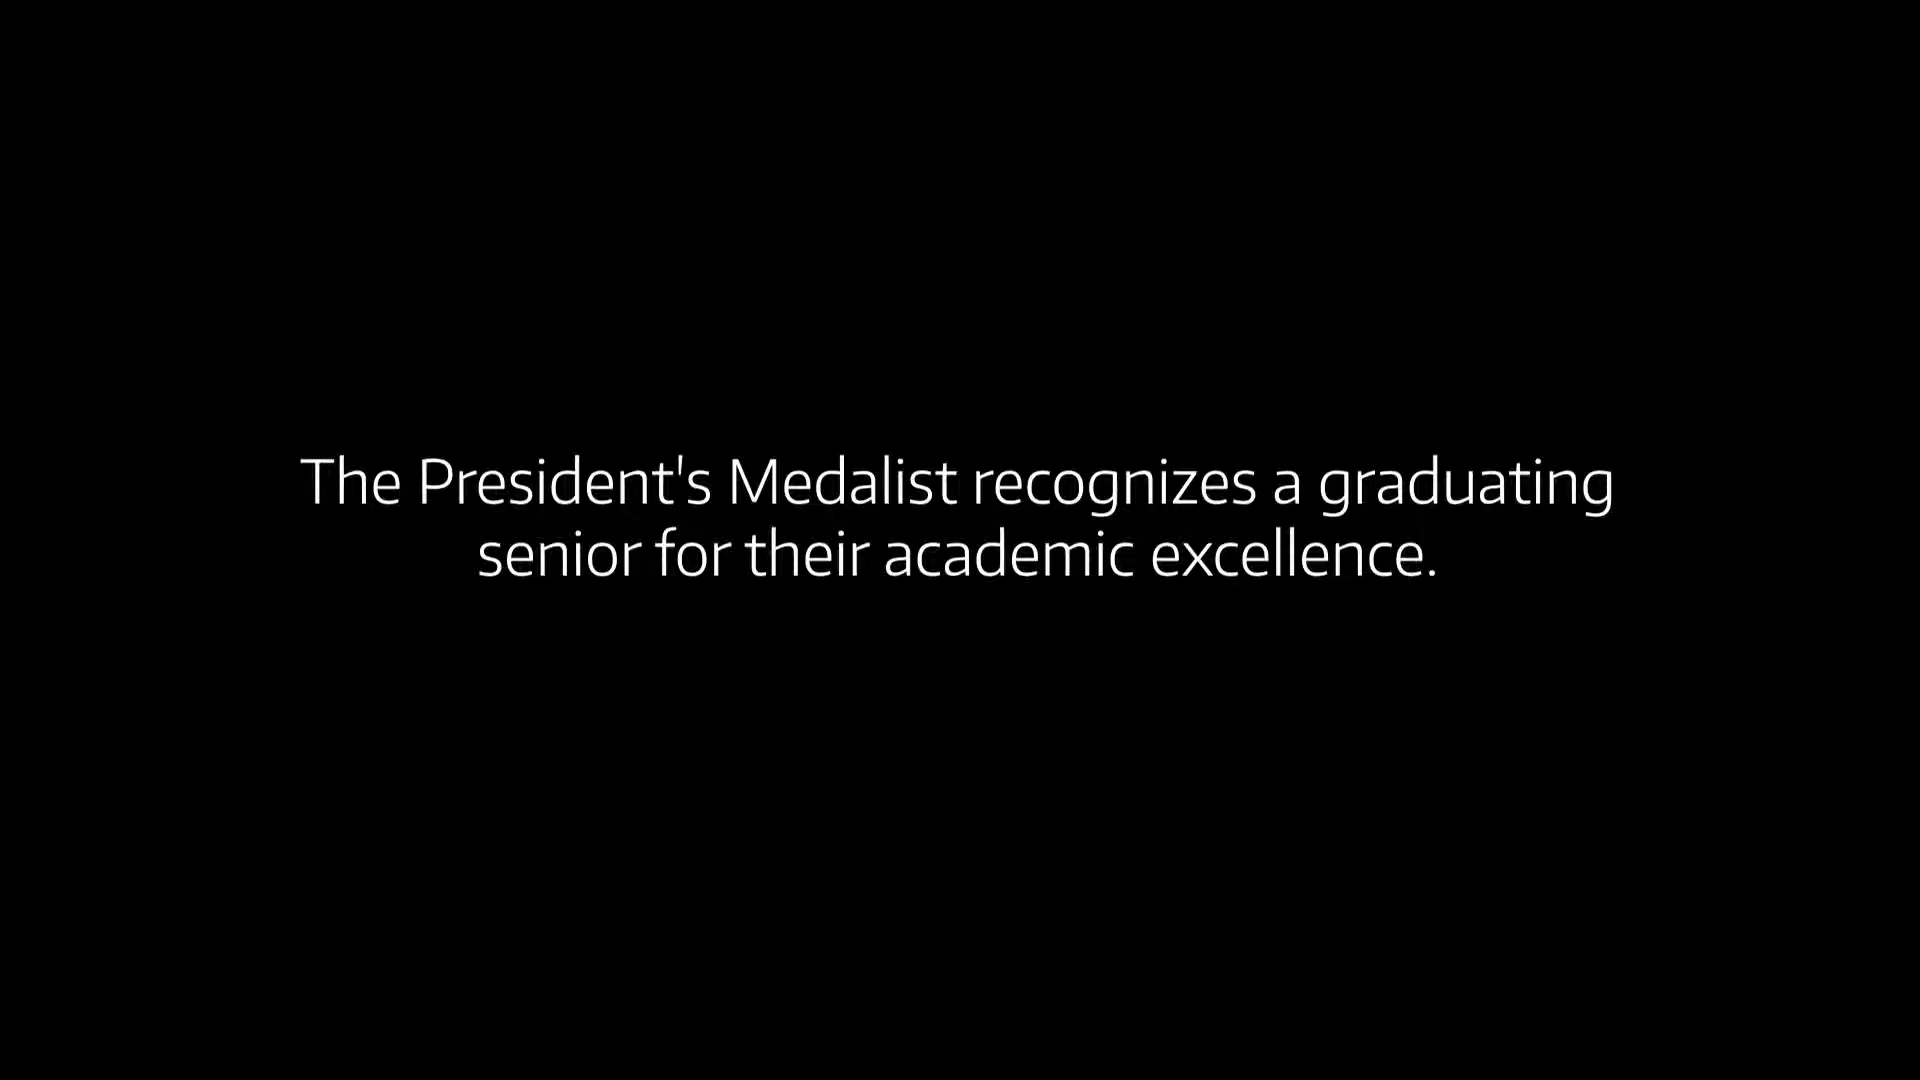 The President's Medalist recognizes a graduating
senior for their academic excellence.